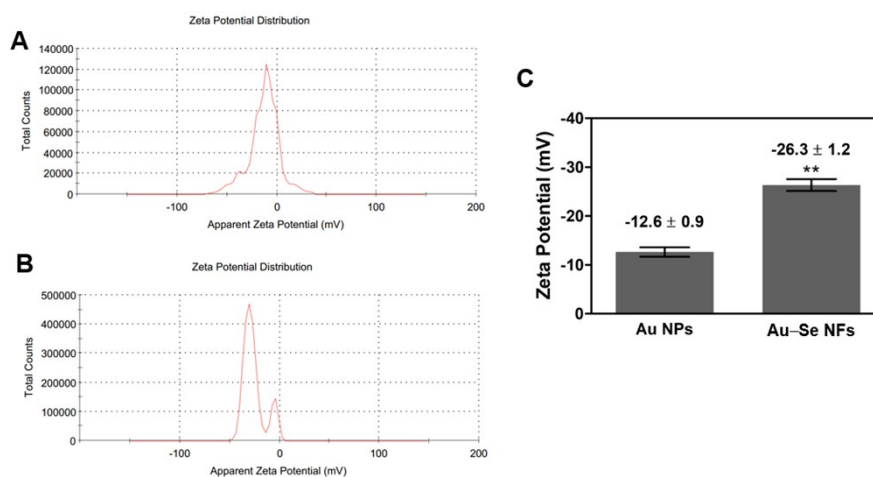 A
Zeta Potential Distribution
Total Counts
140000
120000
100000
80000
60000
40000
20000
0
-100
0
100
200
Apparent Zeta Potential (mV)
B
Zeta Potential Distribution
Total Counts
500000
400000
300000
200000
100000
0
-100
0
100
200
Apparent Zeta Potential (mV)
C
Zeta Potential (mV)
-40
-30
-20
-10
0
-12.6 ± 0.9
-26.3 ± 1.2
**
Au NPs
Au–Se NFs